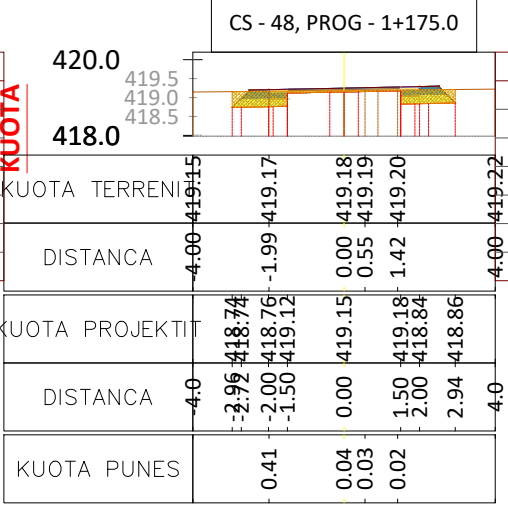 CS - 48, PROG - 1+175.0
KUOTA
420.0
419.5
419.0
418.5
418.0
KUOTA TERRENIT 419.15 419.17 419.18 419.19 419.20 419.22
DISTANCA -4.00 -1.99 0.00 0.55 1.42 4.00
KUOTA PROJEKTIT 418.74 418.74 418.76 419.12 419.15 419.18 418.84 418.86
DISTANCA -4.0 -2.96 -2.72 -2.00 -1.50 0.00 1.50 2.00 2.94 4.0
KUOTA PUNES 0.41 0.04 0.03 0.02